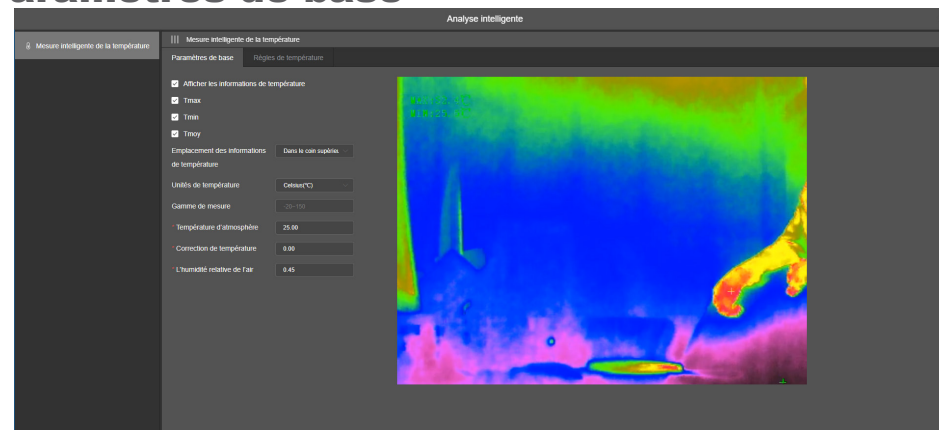 aramètres de base
Analyse intelligente
Mesure intelligente de la température
Mesure intelligente de la température
Paramètres de base Règles de température
Afficher les informations de température
Tmax
Tmin
Tmoy
Emplacement des informations Dans le coin supérieu
de température
Unités de température Celsius(°C)
Gamme de mesure -20~150
* Température d'atmosphère 25.00
* Correction de température 0.00
* L'humidité relative de l'air 0.45